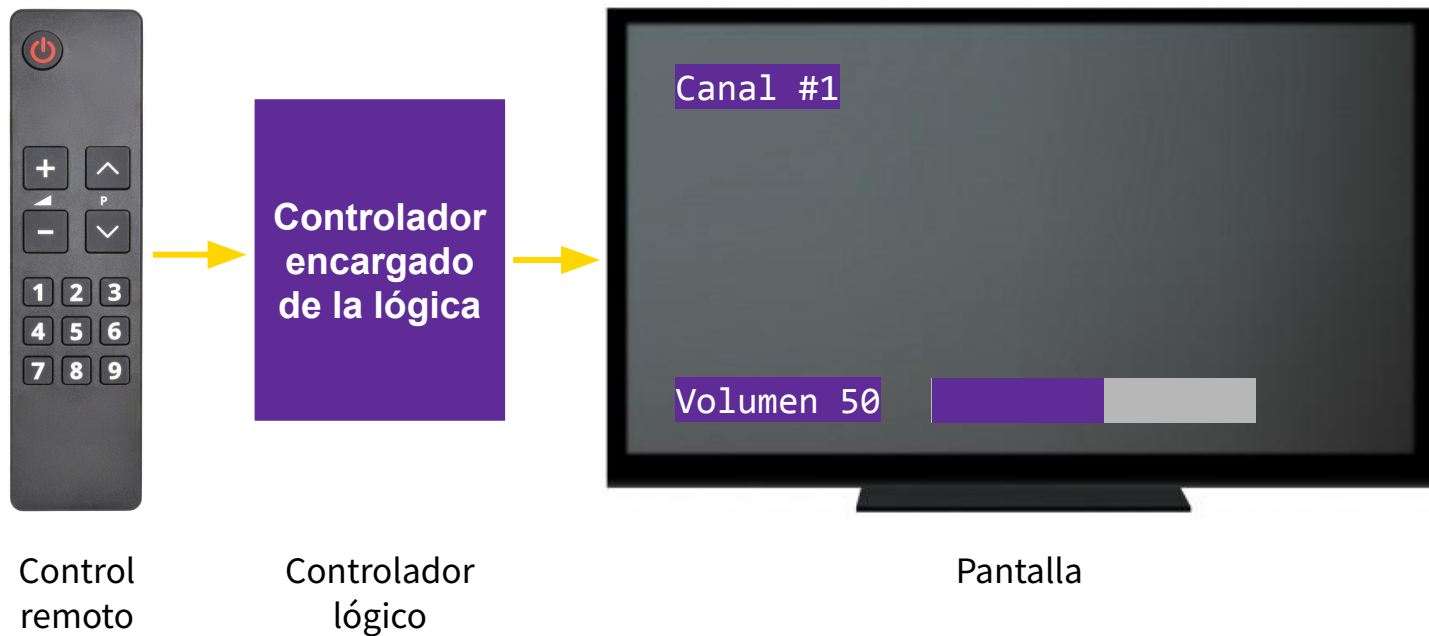 +
P
-
1 2 3
4 5 6
7 8 9
Controlador
encargado
de la lógica
Canal #1
Volumen 50
Control
remoto
Controlador
lógico
Pantalla